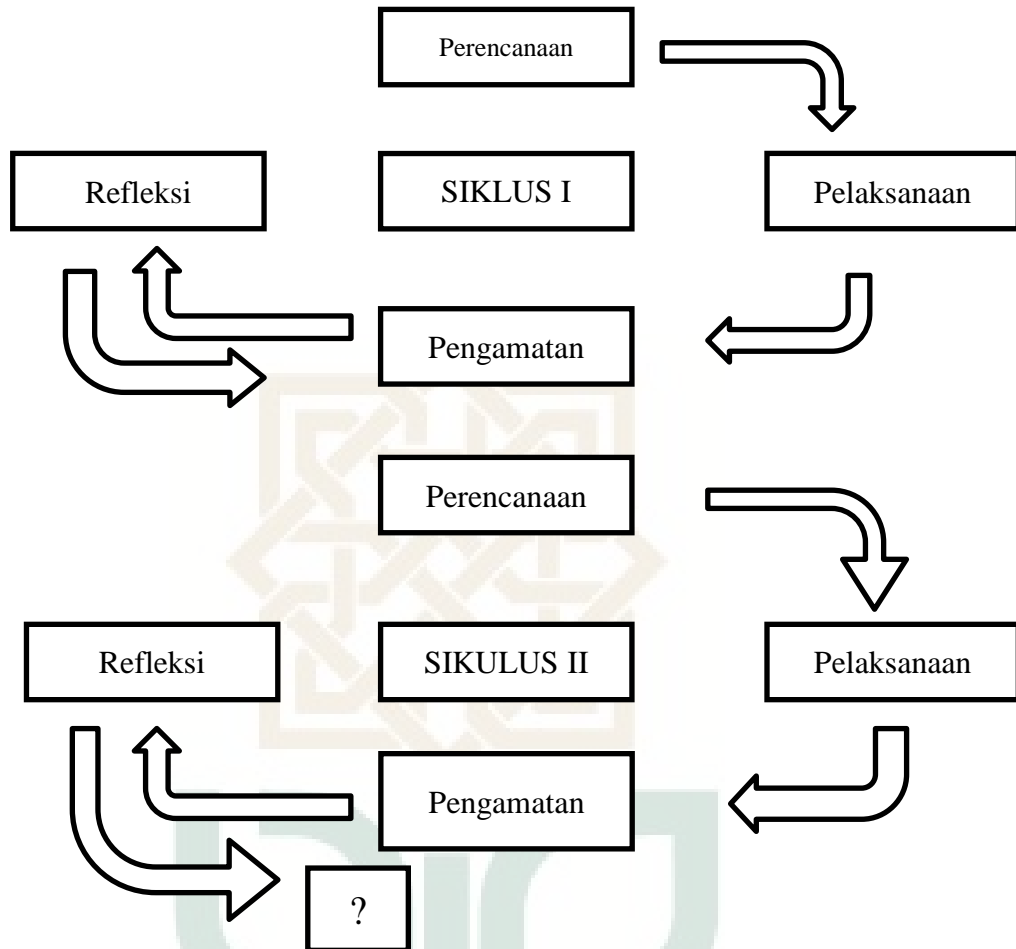 Perencanaan
Refleksi
SIKLUS I
Pelaksanaan
Pengamatan
Perencanaan
Refleksi
SIKULUS II
Pelaksanaan
Pengamatan
?